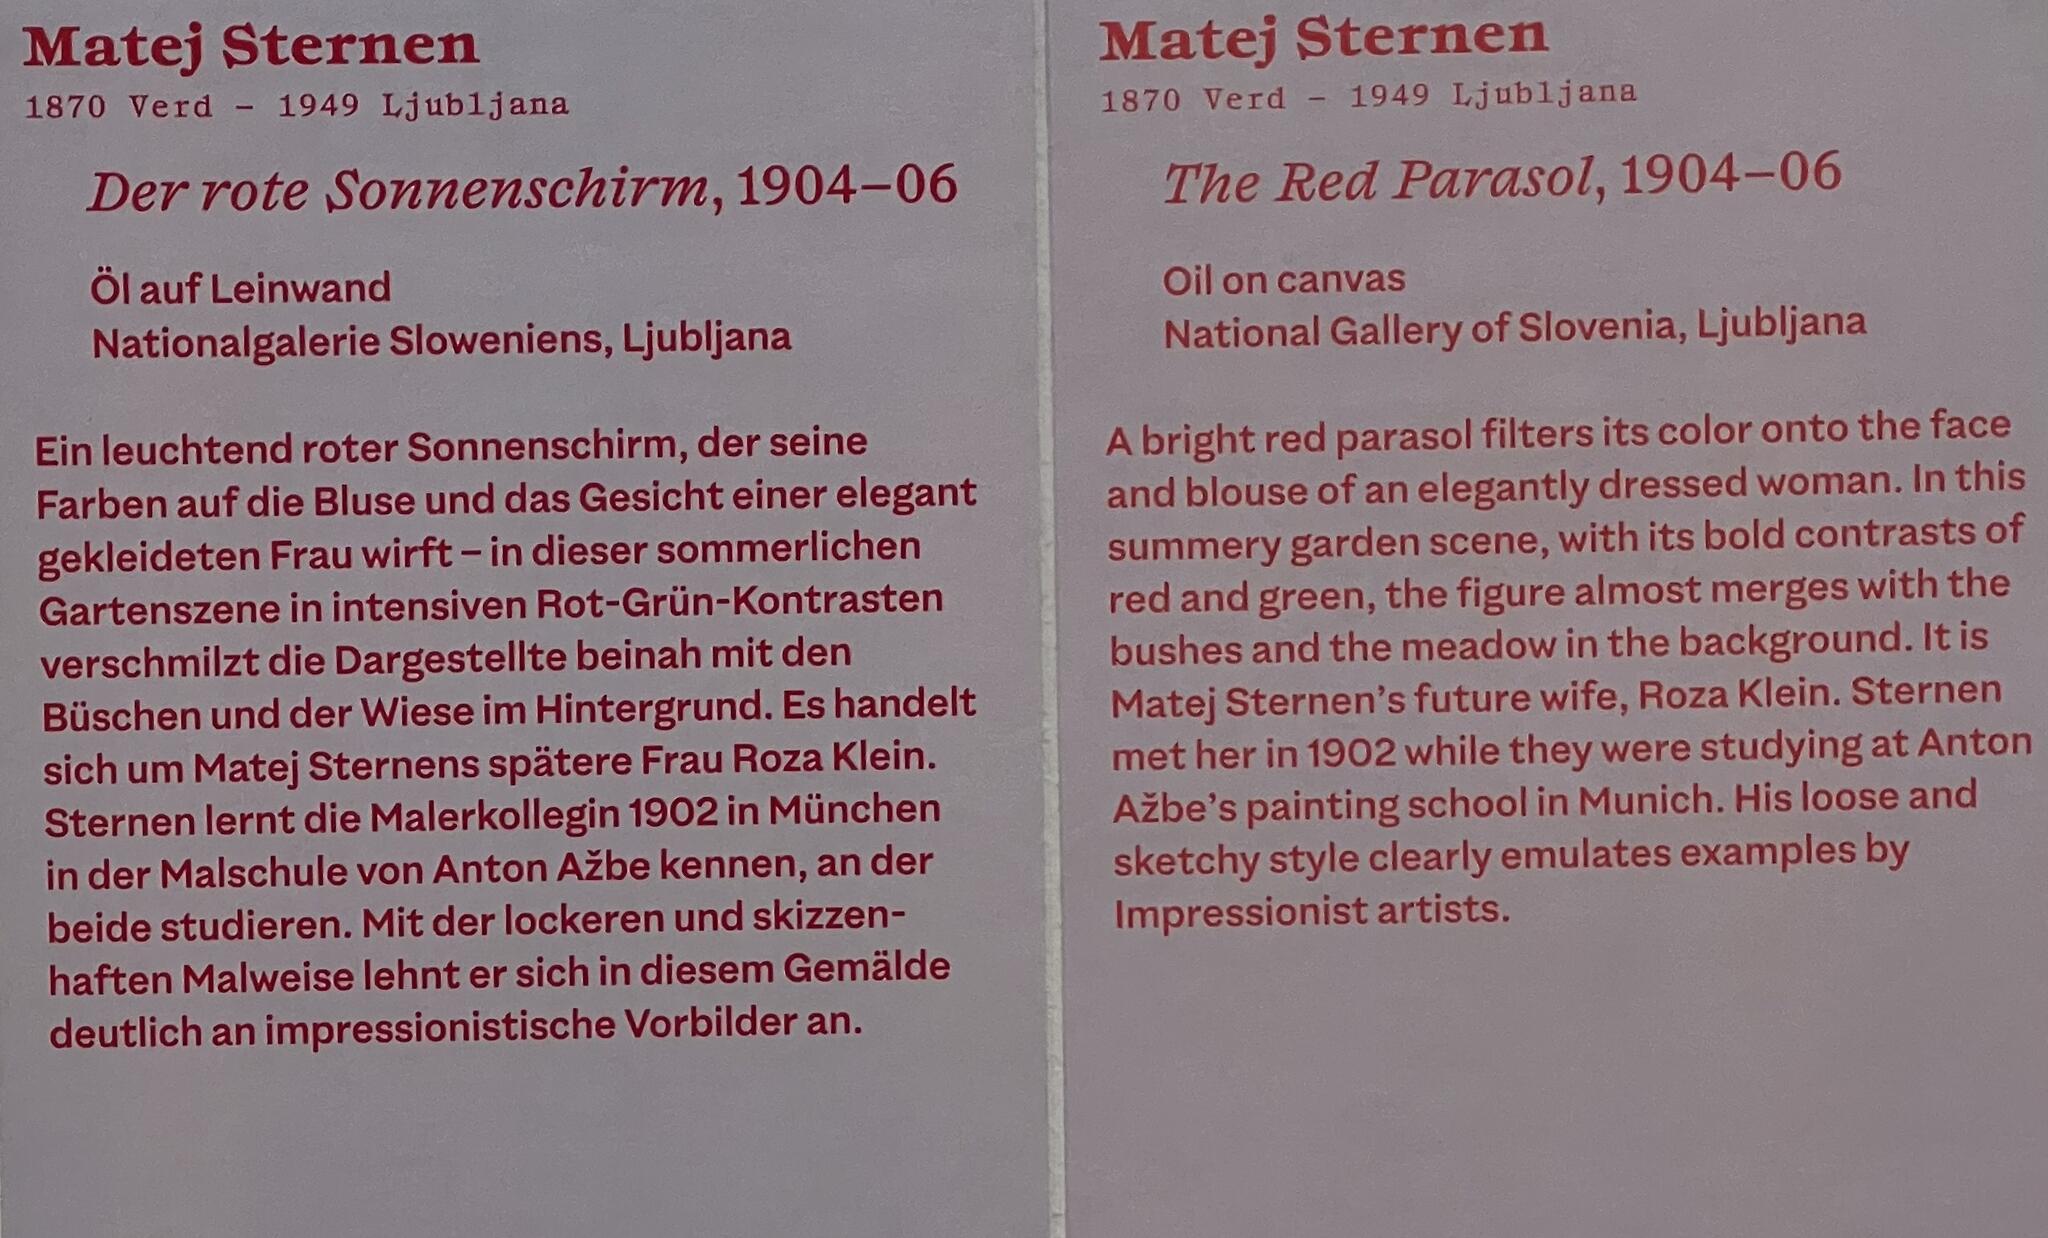 Matej Sternen
1870 Verd – 1949 Ljubljana
Der rote Sonnenschirm, 1904–06
Öl auf Leinwand
Nationalgalerie Sloweniens, Ljubljana
Ein leuchtend roter Sonnenschirm, der seine
Farben auf die Bluse und das Gesicht einer elegant
gekleideten Frau wirft – in dieser sommerlichen
Gartenszene in intensiven Rot-Grün-Kontrasten
verschmilzt die Dargestellte beinah mit den
Büschen und der Wiese im Hintergrund. Es handelt
sich um Matej Sternens spätere Frau Roza Klein.
Sternen lernt die Malerkollegin 1902 in München
in der Malschule von Anton Ažbe kennen, an der
beide studieren. Mit der lockeren und skizzen-
haften Malweise lehnt er sich in diesem Gemälde
deutlich an impressionistische Vorbilder an.
Matej Sternen
1870 Verd – 1949 Ljubljana
The Red Parasol, 1904–06
Oil on canvas
National Gallery of Slovenia, Ljubljana
A bright red parasol filters its color onto the face
and blouse of an elegantly dressed woman. In this
summery garden scene, with its bold contrasts of
red and green, the figure almost merges with the
bushes and the meadow in the background. It is
Matej Sternen’s future wife, Roza Klein. Sternen
met her in 1902 while they were studying at Anton
Ažbe’s painting school in Munich. His loose and
sketchy style clearly emulates examples by
Impressionist artists.